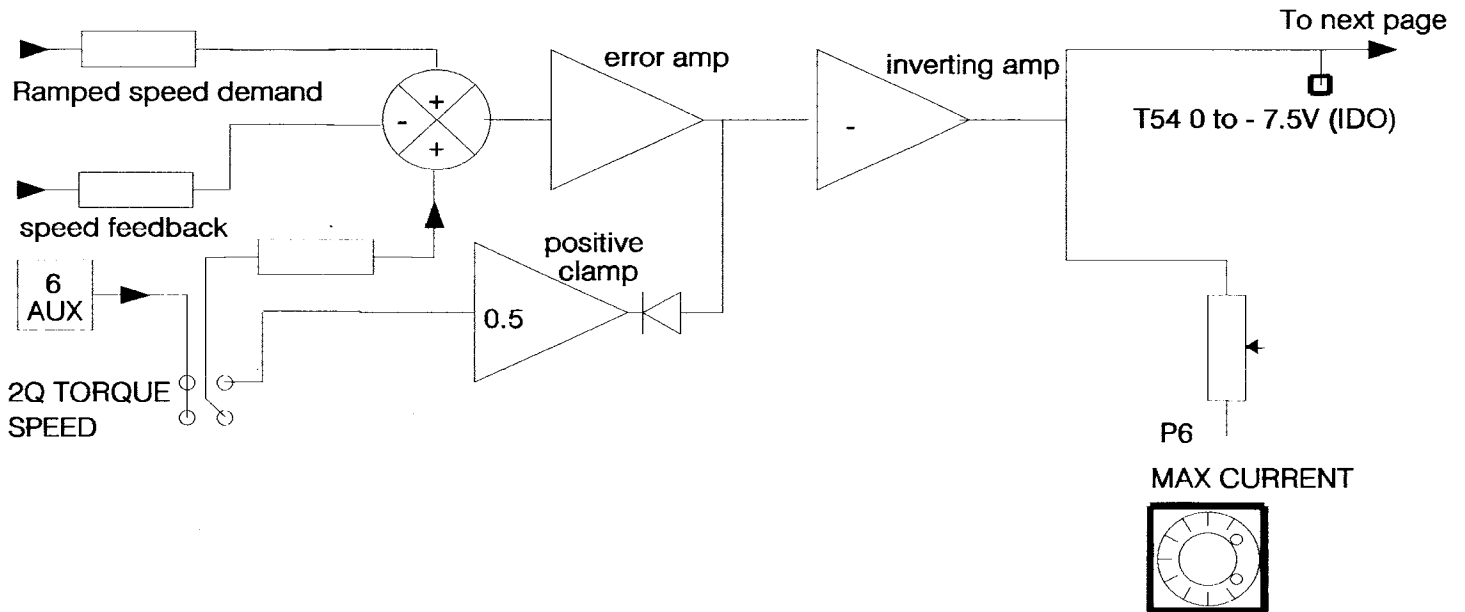 To next page
error amp
inverting amp
Ramped speed demand
+
-
+
-
T54 0 to - 7.5V (IDO)
speed feedback
positive
clamp
6
AUX
0.5
2Q TORQUE
SPEED
P6
MAX CURRENT